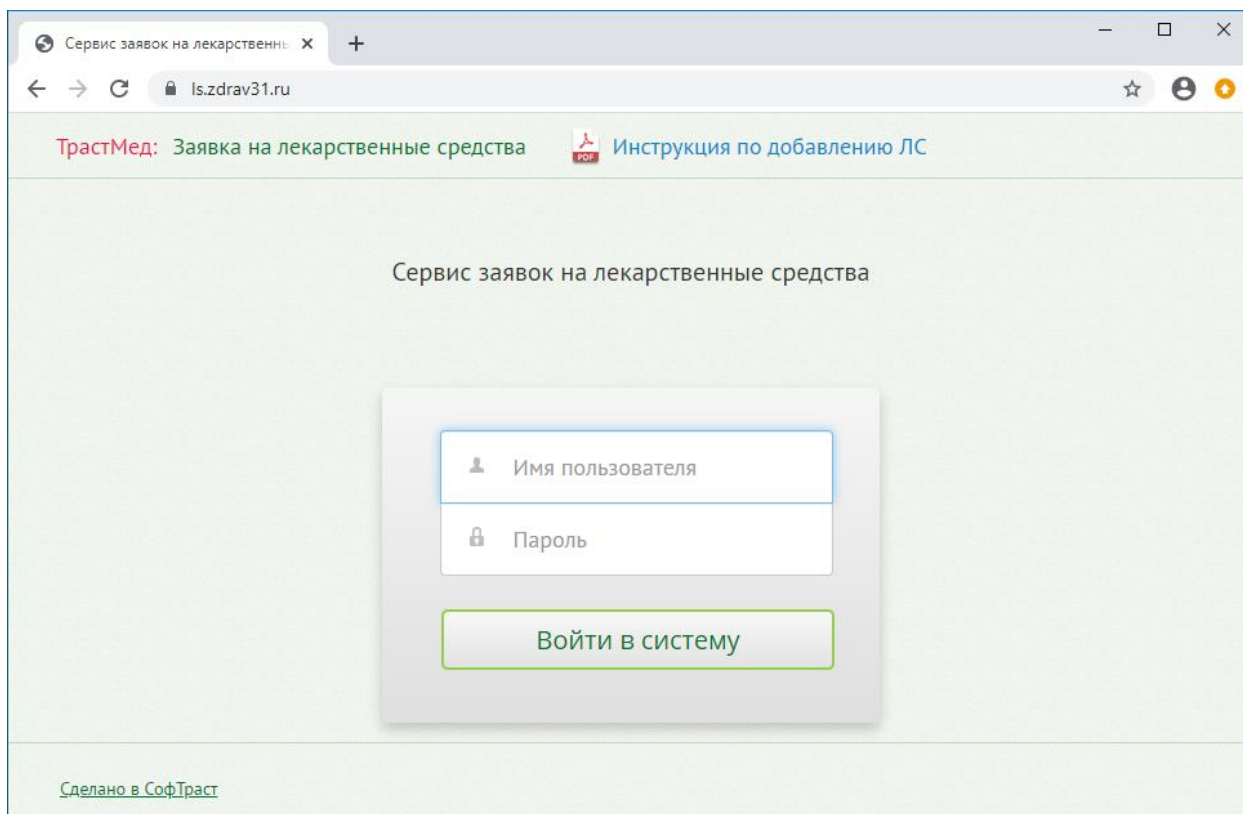 Сервис заявок на лекарственны
ls.zdrav31.ru
ТрастМед: Заявка на лекарственные средства PDF Инструкция по добавлению ЛС
Сервис заявок на лекарственные средства
Имя пользователя
Пароль
Войти в систему
Сделано в СофТраст